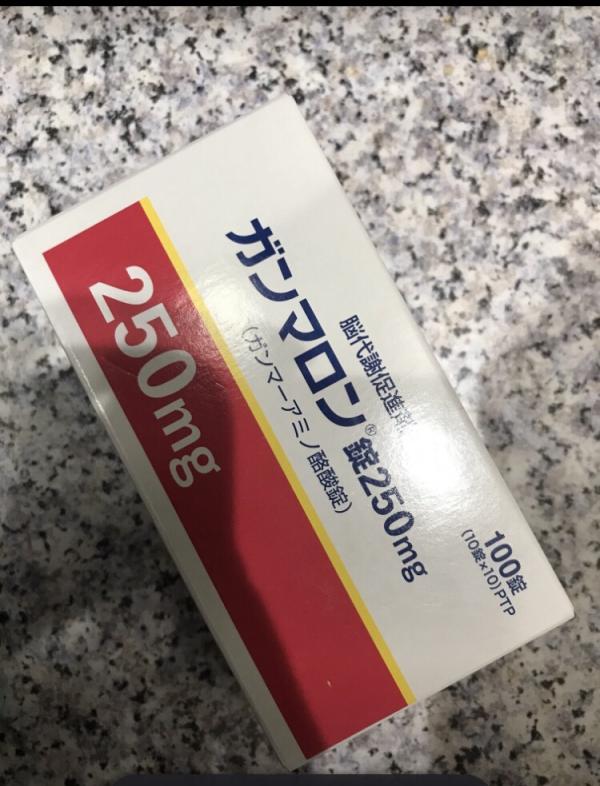 脳代謝促進剤
ガンマロン®錠250mg
(ガンマーアミノ酪酸錠)
250mg
100錠
(10錠×10)PTP